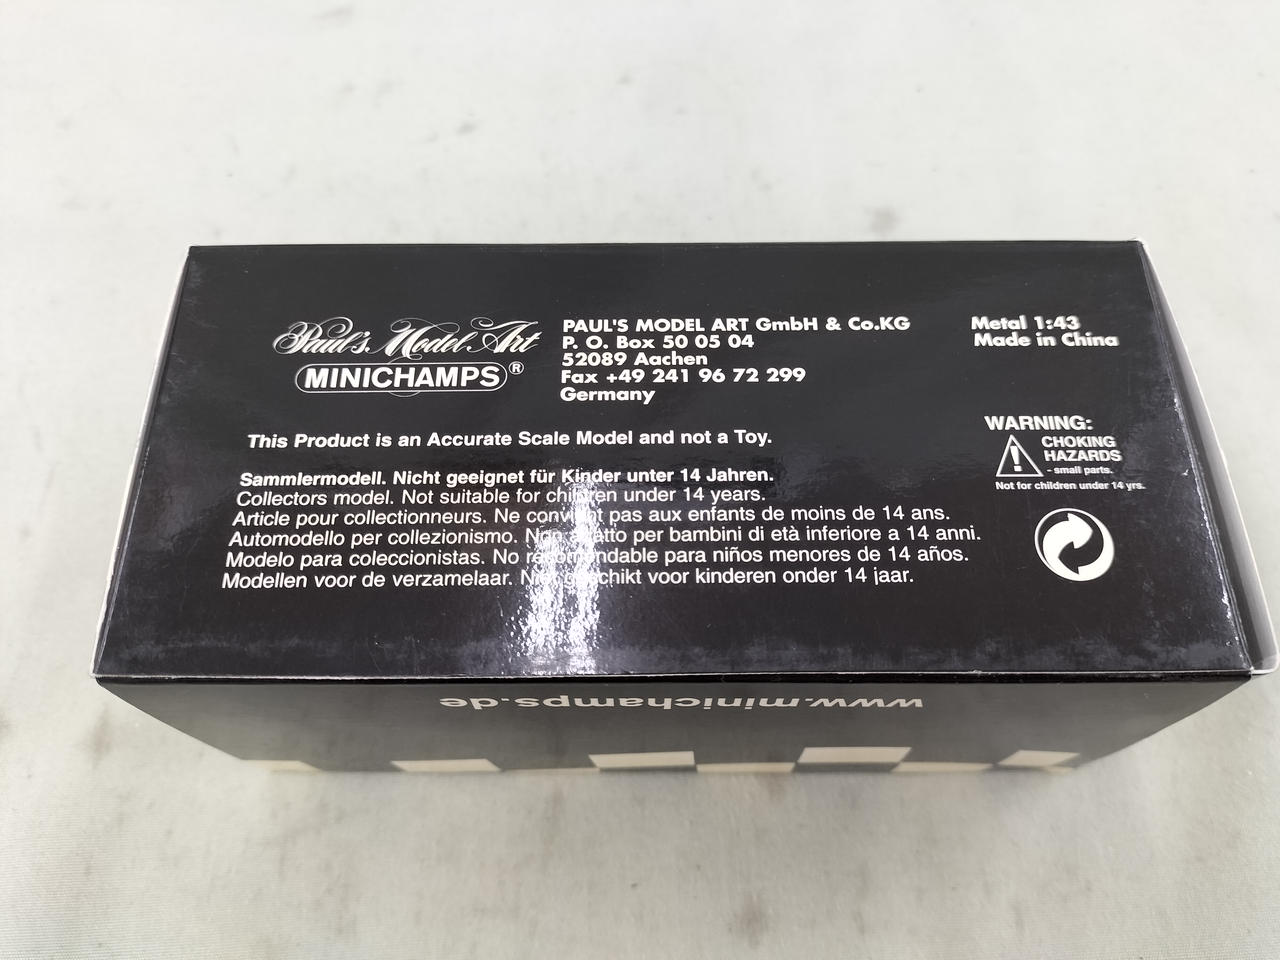 Paul's Model Art
MINICHAMPS®
PAUL'S MODEL ART GmbH & Co.KG
P. O. Box 50 05 04
52089 Aachen
Fax +49 241 96 72 299
Germany
Metal 1:43
Made in China
This Product is an Accurate Scale Model and not a Toy.
WARNING:
CHOKING
HAZARDS
- small parts.
Not for children under 14 yrs.
Sammlermodell. Nicht geeignet für Kinder unter 14 Jahren.
Collectors model. Not suitable for children under 14 years.
Article pour collectionneurs. Ne convient pas aux enfants de moins de 14 ans.
Automodello per collezionismo. Non adatto per bambini di età inferiore a 14 anni.
Modelo para coleccionistas. No recomendable para niños menores de 14 años.
Modellen voor de verzamelaar. Niet geschikt voor kinderen onder 14 jaar.
www.minichamps.de